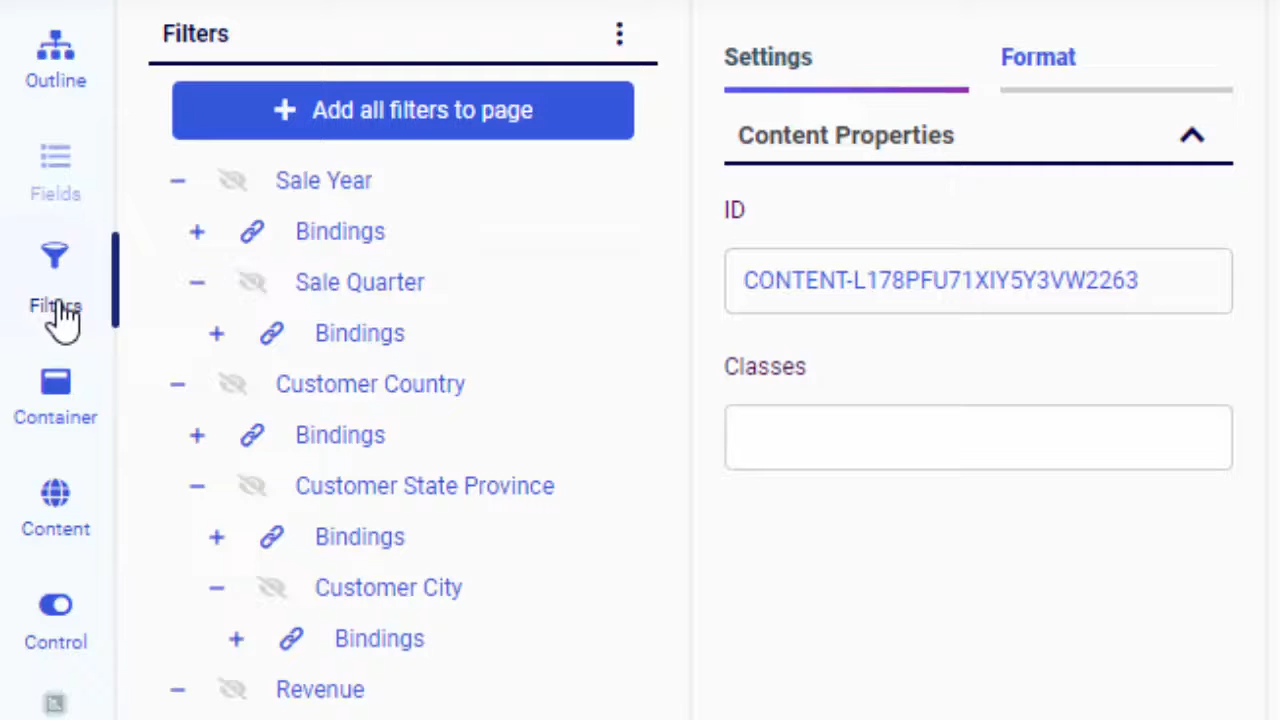 Outline
Fields
Filters
Container
Content
Control
Filters
Add all filters to page
Sale Year
Bindings
Sale Quarter
Bindings
Customer Country
Bindings
Customer State Province
Bindings
Customer City
Bindings
Revenue
Settings
Format
Content Properties
ID
CONTENT-L178PFU71XIY5Y3VW2263
Classes